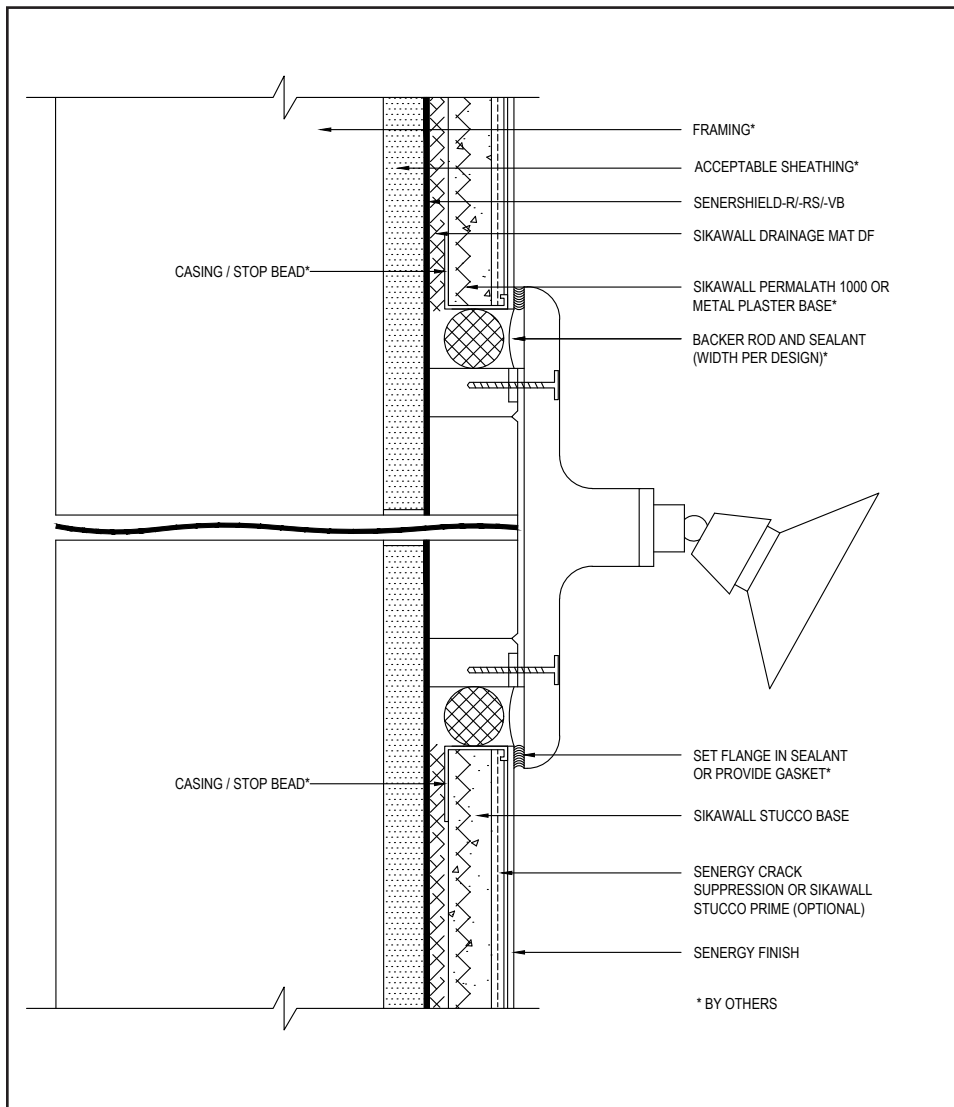 FRAMING*
ACCEPTABLE SHEATHING*
SENERSHIELD-R/-RS/-VB
SIKAWALL DRAINAGE MAT DF
CASING / STOP BEAD*
SIKAWALL PERMALATH 1000 OR
METAL PLASTER BASE*
BACKER ROD AND SEALANT
(WIDTH PER DESIGN)*
SET FLANGE IN SEALANT
OR PROVIDE GASKET*
CASING / STOP BEAD*
SIKAWALL STUCCO BASE
SENERGY CRACK
SUPPRESSION OR SIKAWALL
STUCCO PRIME (OPTIONAL)
SENERGY FINISH
* BY OTHERS